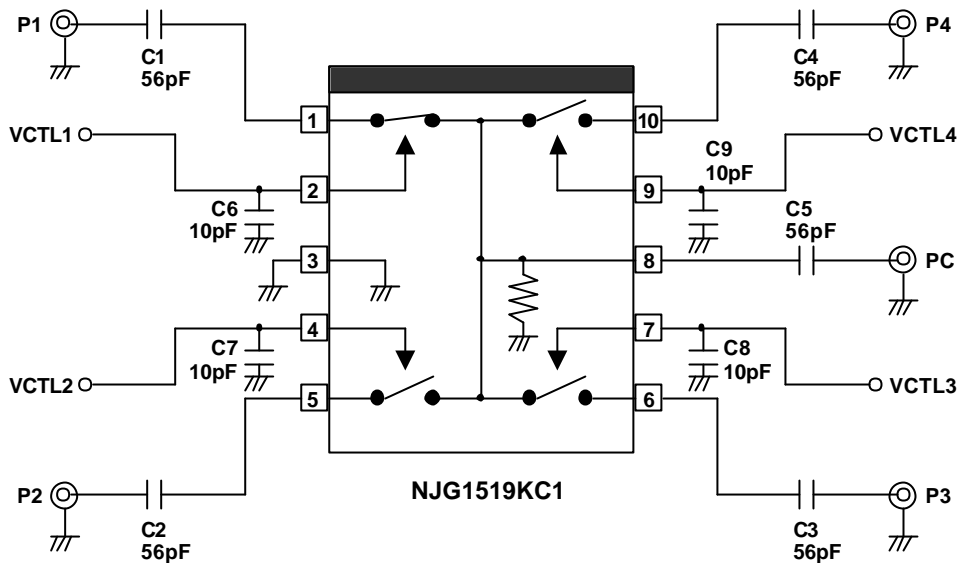 P1
C1
56pF
P4
C4
56pF
1
10
VCTL1
VCTL4
C9
10pF
2
9
C6
10pF
C5
56pF
3
8
PC
4
7
C7
10pF
C8
10pF
VCTL2
VCTL3
5
6
P2
NJG1519KC1
P3
C2
56pF
C3
56pF